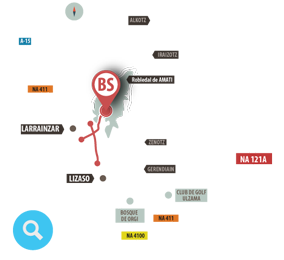 ALKOTZ
A-15
IRAIZOTZ
BS
Robledal de AMATI
NA 411
LARRAINZAR
ZENOTZ
NA 121A
GERENDIAIN
LIZASO
CLUB DE GOLF
ULZAMA
BOSQUE
DE ORGI
NA 411
NA 4100